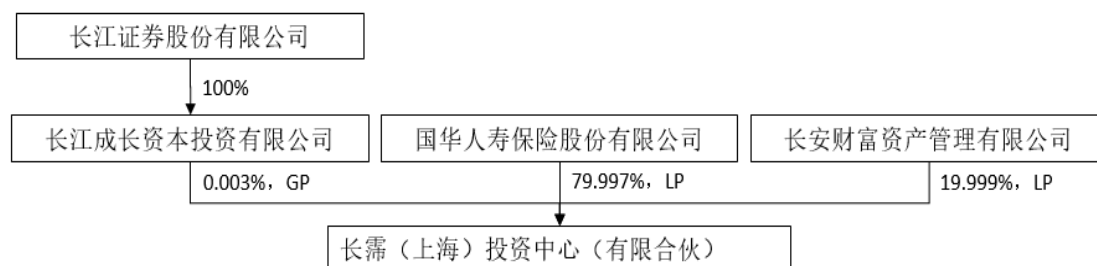 长江证券股份有限公司
100%
长江成长资本投资有限公司
国华人寿保险股份有限公司
长安财富资产管理有限公司
0.003%，GP
79.997%，LP
19.999%，LP
长霈（上海）投资中心（有限合伙）